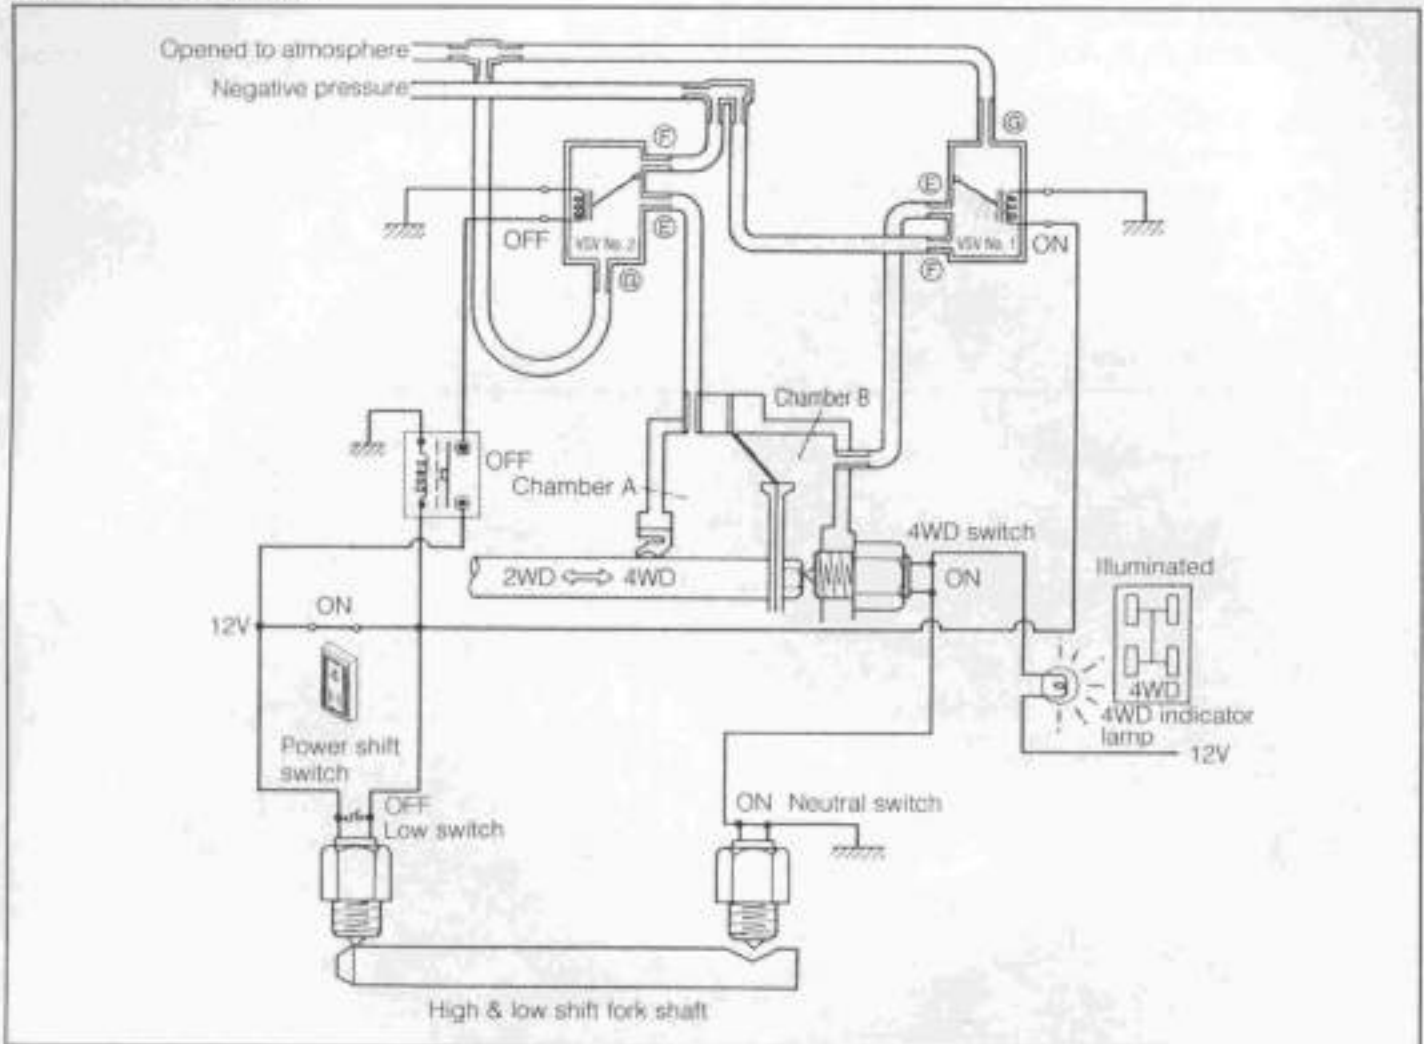 Opened to atmosphere
Negative pressure
Ⓕ
Ⓖ
Ⓔ
OFF
VSV No. 2
Ⓔ
Ⓖ
VSV No. 1
ON
Ⓕ
Chamber B
OFF
Chamber A
4WD switch
2WD ⇔ 4WD
ON
Illuminated
ON
12V
4WD
4WD indicator
lamp
12V
Power shift
switch
OFF
Low switch
ON Neutral switch
High & low shift fork shaft